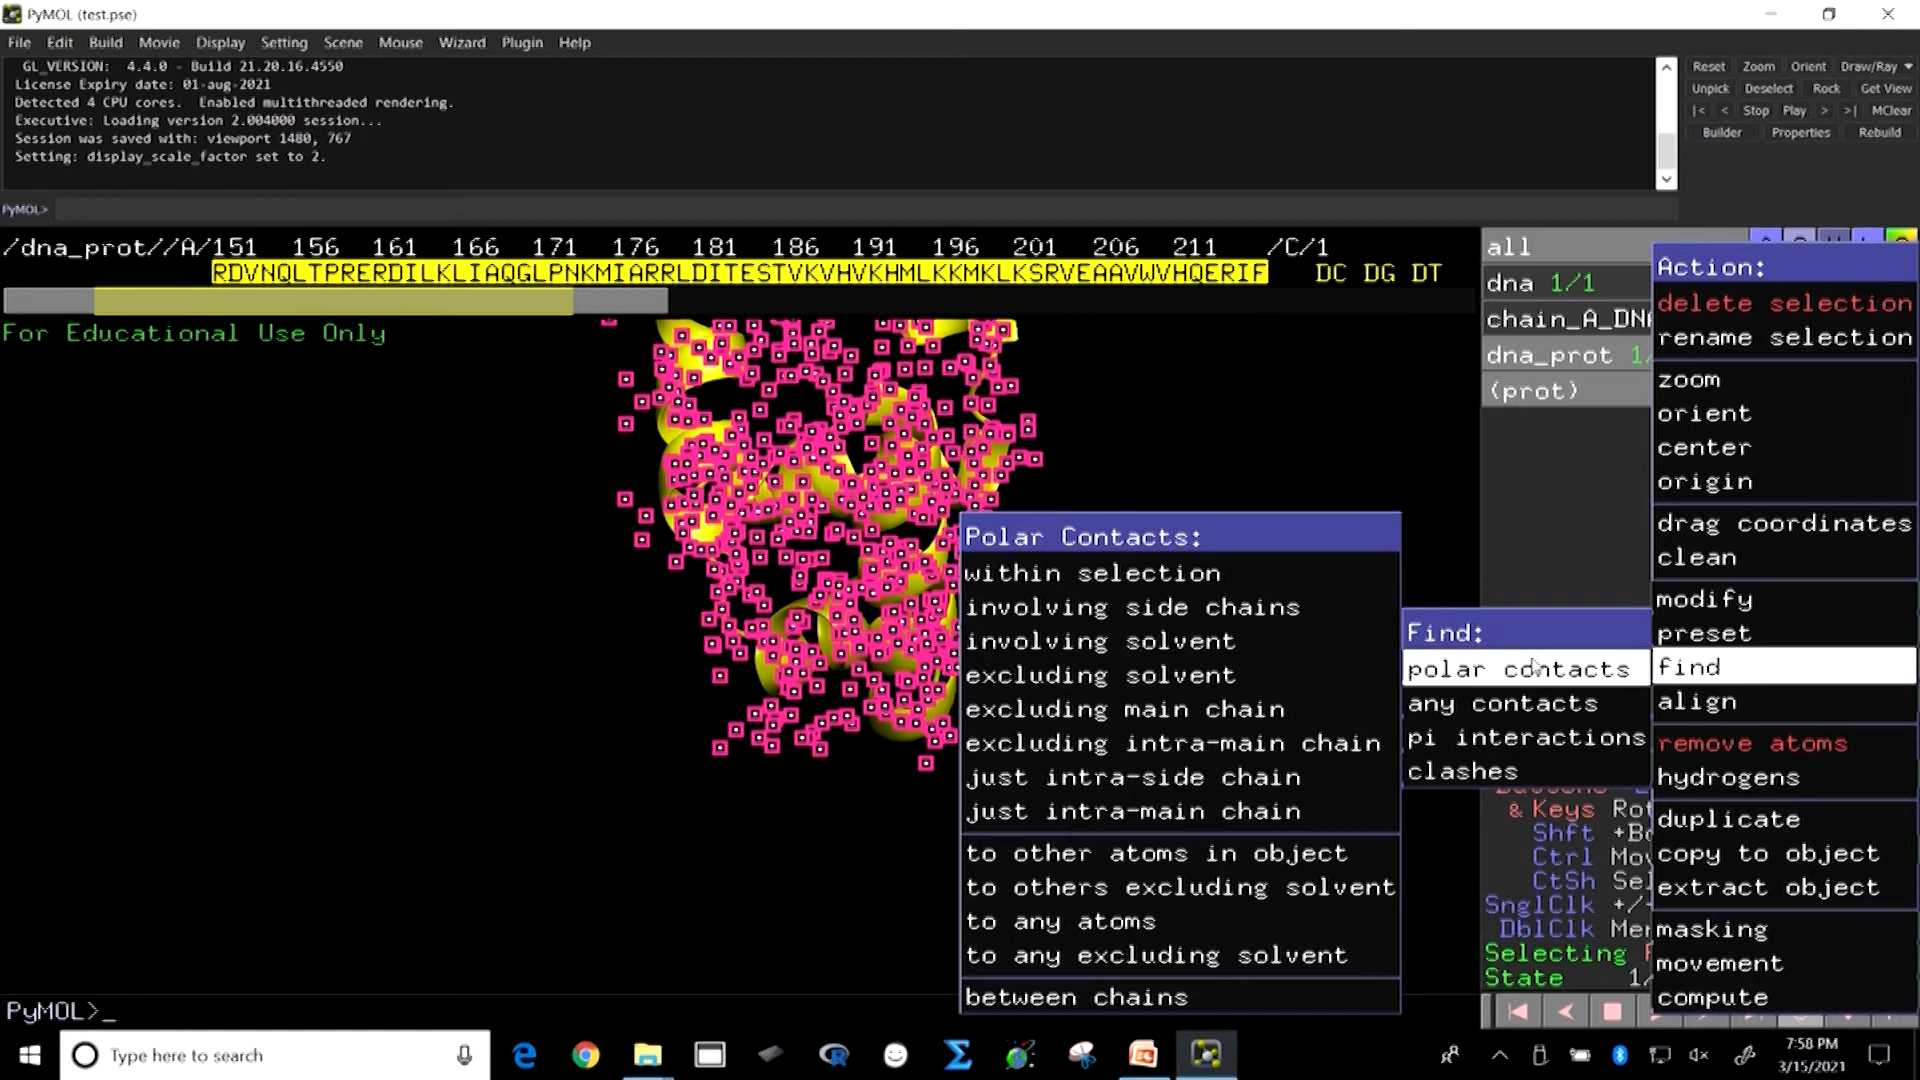 PyMOL (test.pse)
File Edit Build Movie Display Setting Scene Mouse Wizard Plugin Help
GL_VERSION: 4.4.0 - Build 21.20.16.4550
License Expiry date: 01-aug-2021
Detected 4 CPU cores. Enabled multithreaded rendering.
Executive: Loading version 2.004000 session...
Session was saved with: viewport 1480, 767
Setting: display_scale_factor set to 2.
Reset Zoom Orient Draw/Ray
Unpick Deselect Rock Get View
|< < Stop Play > >| MClear
Builder Properties Rebuild
PyMOL>
/dna_prot//A/151 156 161 166 171 176 181 186 191 196 201 206 211 /C/1
RDVNQLTPRERDILKLIAQGLPNKMIARRLDITESTVKVHVKHMLKKMKLKSRVEAAVWVHQERIF DC DG DT
For Educational Use Only
all
dna 1/1
chain_A_DN
dna_prot 1/
(prot)
Action:
delete selection
rename selection
zoom
orient
center
origin
drag coordinates
clean
modify
preset
find
align
remove atoms
hydrogens
duplicate
copy to object
extract object
masking
movement
compute
Find:
polar contacts
any contacts
pi interactions
clashes
Polar Contacts:
within selection
involving side chains
involving solvent
excluding solvent
excluding main chain
excluding intra-main chain
just intra-side chain
just intra-main chain
to other atoms in object
to others excluding solvent
to any atoms
to any excluding solvent
between chains
& Keys Rot
Shft +Bo
Ctrl Mov
CtSh Sel
SnglClk +/-
DblClk Men
Selecting
State 1/
PyMOL>_
Type here to search
7:58 PM
3/15/2021